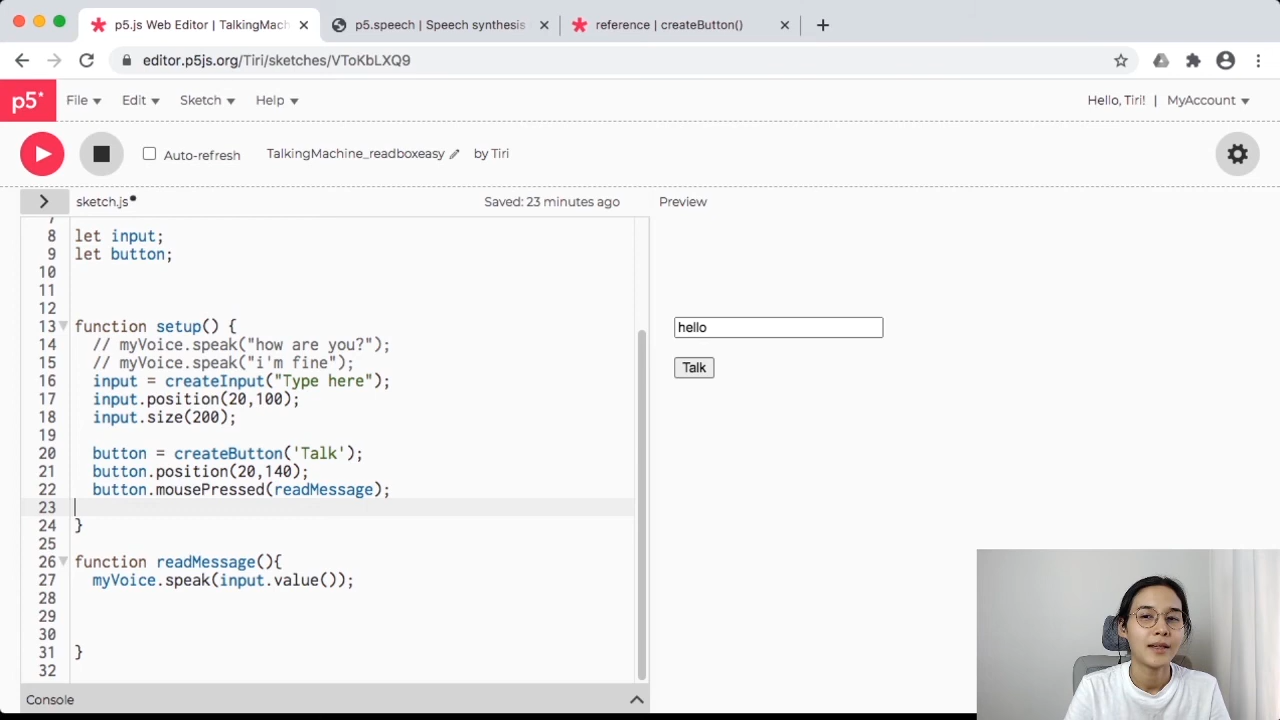 p5.js Web Editor | TalkingMach
p5.speech | Speech synthesis
reference | createButton()
editor.p5js.org/Tiri/sketches/VToKbLXQ9
p5*
File Edit Sketch Help
Hello, Tiri! | MyAccount
Auto-refresh
TalkingMachine_readboxeasy by Tiri
sketch.js
Saved: 23 minutes ago
Preview
7
8 let input;
9 let button;
10
11
12
13 function setup() {
14 // myVoice.speak("how are you?");
15 // myVoice.speak("i'm fine");
16 input = createInput("Type here");
17 input.position(20,100);
18 input.size(200);
19
20 button = createButton('Talk');
21 button.position(20,140);
22 button.mousePressed(readMessage);
23
24 }
25
26 function readMessage(){
27 myVoice.speak(input.value());
28
29
30
31 }
32
hello
Talk
Console